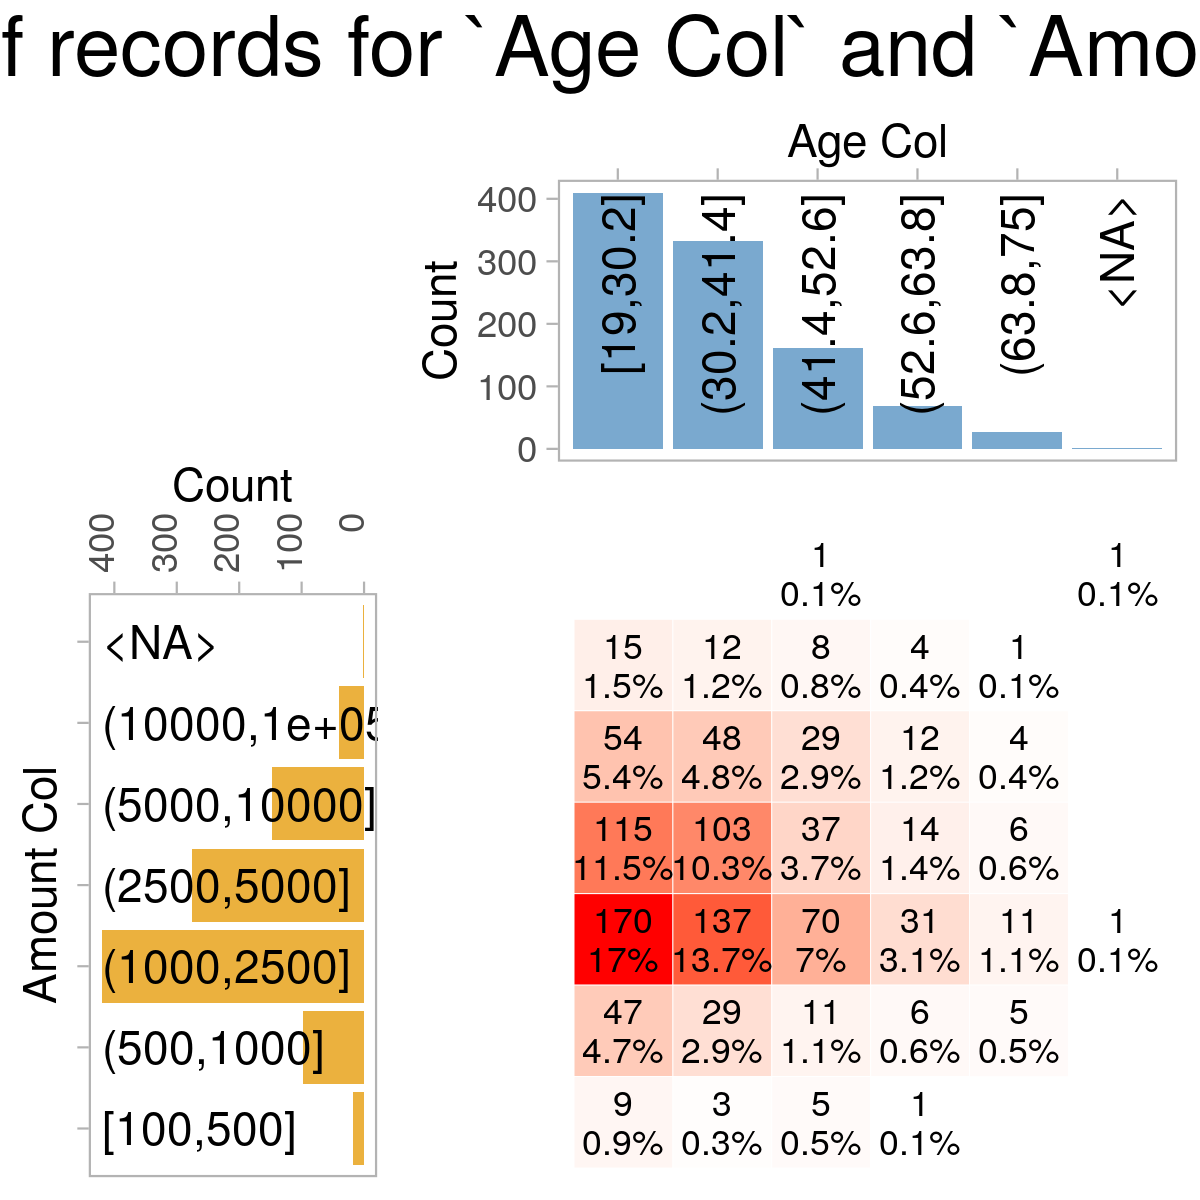 f records for `Age Col` and `Amo
Age Col
Count
400
300
200
100
0
[19,30.2]
(30.2,41.4]
(41.4,52.6]
(52.6,63.8]
(63.8,75]
<NA>
Count
400
300
200
100
0
Amount Col
<NA>
(10000,1e+05
(5000,10000]
(2500,5000]
(1000,2500]
(500,1000]
[100,500]
1 1
0.1% 0.1%
15 12 8 4 1
1.5% 1.2% 0.8% 0.4% 0.1%
54 48 29 12 4
5.4% 4.8% 2.9% 1.2% 0.4%
115 103 37 14 6
11.5% 10.3% 3.7% 1.4% 0.6%
170 137 70 31 11 1
17% 13.7% 7% 3.1% 1.1% 0.1%
47 29 11 6 5
4.7% 2.9% 1.1% 0.6% 0.5%
9 3 5 1
0.9% 0.3% 0.5% 0.1%